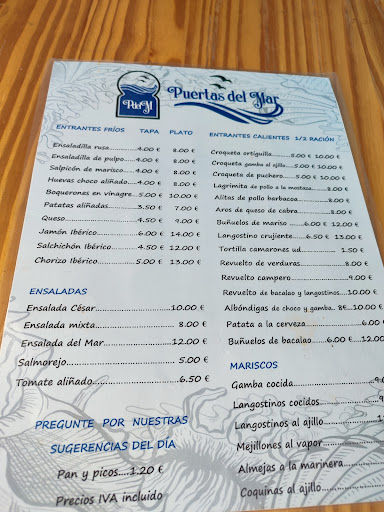 PdM
Puertas del Mar
ENTRANTES FRÍOS TAPA PLATO
Ensaladilla rusa 4.00 € 8.00 €
Ensaladilla de pulpo 4.00 € 8.00 €
Salpicón de marisco 4.00 € 8.00 €
Huevas choco aliñado 4.00 € 8.00 €
Boquerones en vinagre 5.00 € 10.00 €
Patatas aliñadas 3.50 € 7.00 €
Queso 4.50 € 9.00 €
Jamón Ibérico 6.00 € 14.00 €
Salchichón Ibérico 4.50 € 12.00 €
Chorizo Ibérico 5.00 € 13.00 €
ENSALADAS
Ensalada César 10.00 €
Ensalada mixta 8.00 €
Ensalada del Mar 12.00 €
Salmorejo 5.00 €
Tomate aliñado 6.50 €
PREGUNTE POR NUESTRAS
SUGERENCIAS DEL DÍA
Pan y picos....1.20 €
Precios IVA incluido
ENTRANTES CALIENTES 1/2 RACIÓN
Croqueta artiguilla 5.00 € 10.00 €
Croqueta gamba al ajillo 5.00 € 10.00 €
Croqueta de puchero 4.00 € 8.00 €
Lagrimita de pollo a la mostaza 8.00 €
Alitas de pollo barbacoa 8.00 €
Aros de queso de cabra 8.00 €
Buñuelos de mariso 6.00 € 12.00 €
Langostino crujiente 6.50 € 13.00 €
Tortilla camarones ud 1.50 €
Revuelto de verduras 8.00 €
Revuelto campero 9.00 €
Revuelto de bacalao y langostinos 10.00 €
Albóndigas de choco y gamba 8€ 10.00 €
Patata a la cerveza 6.00 €
Buñuelos de bacalao 6.00 € 12.00
MARISCOS
Gamba cocida
Langostinos cocidos
Langostinos al ajillo
Mejillones al vapor
Almejas a la marinera
Coquinas al ajillo